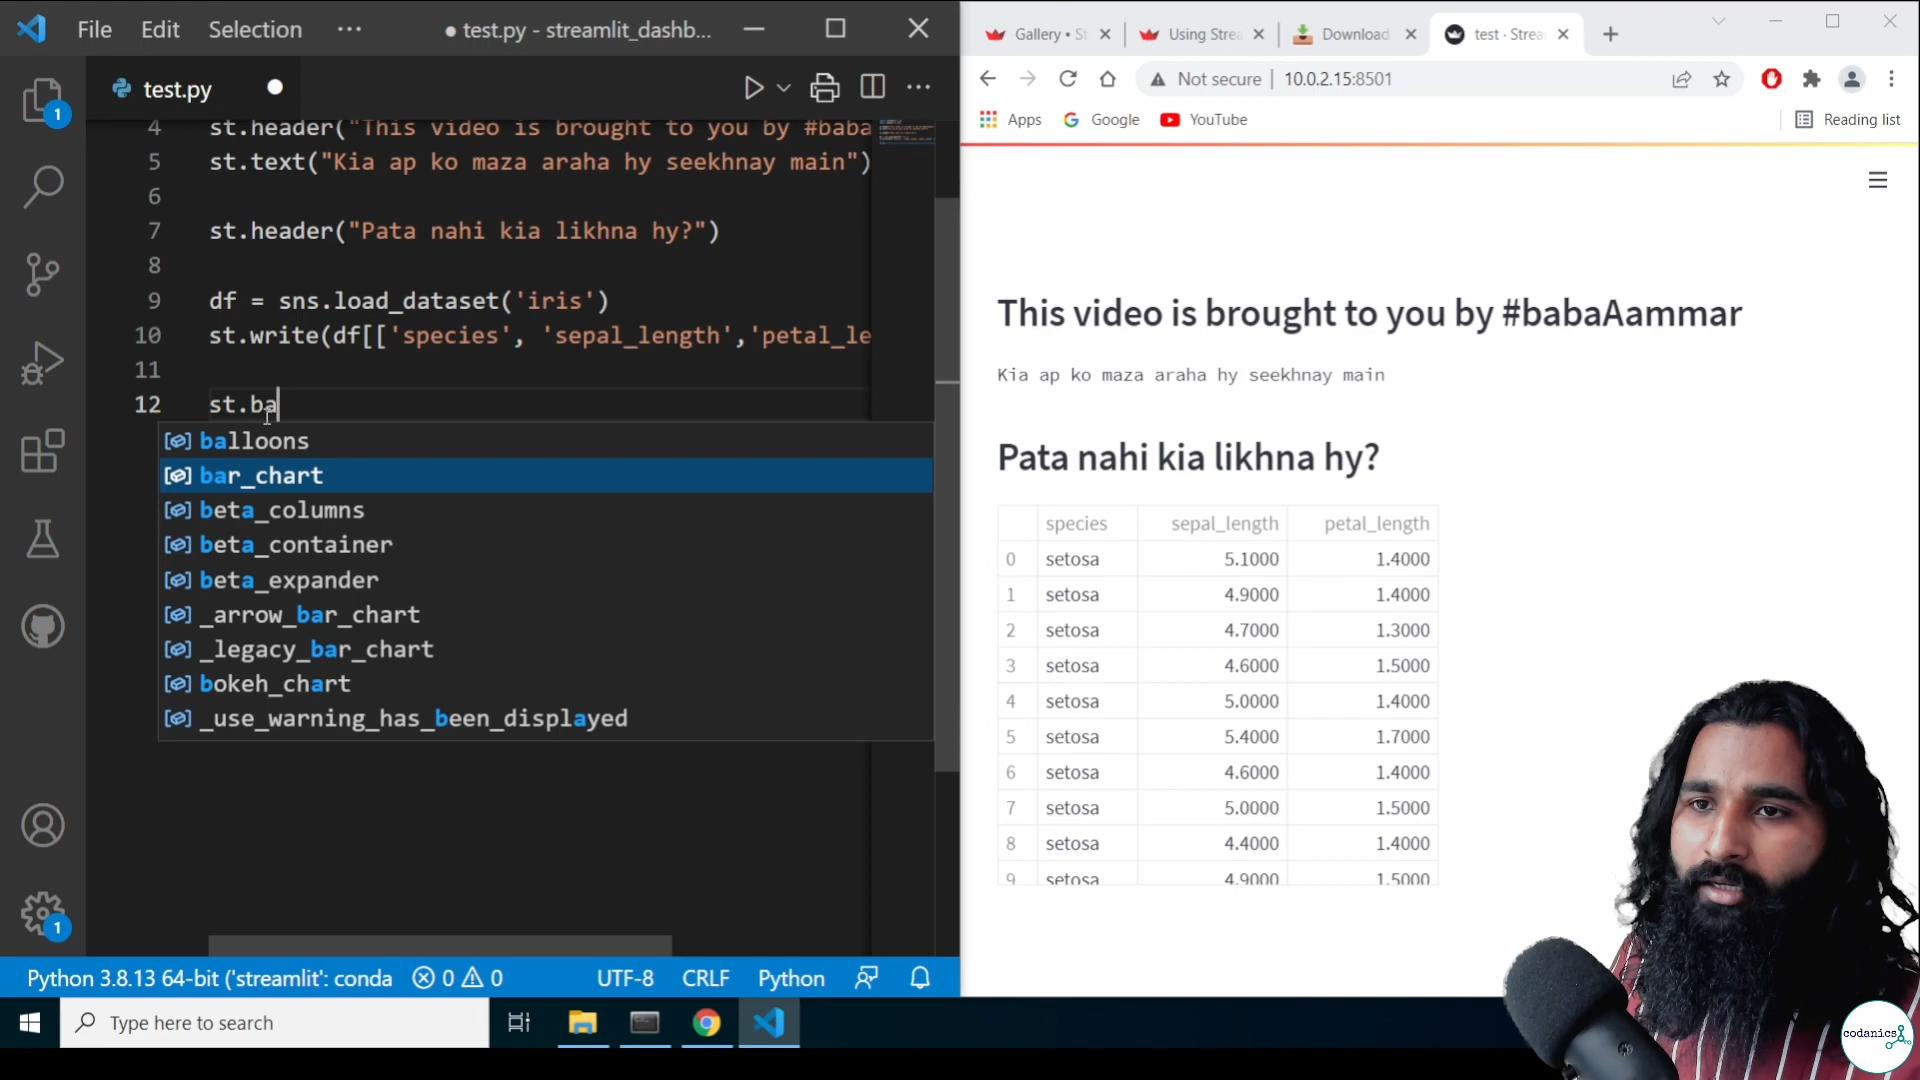 File Edit Selection ··· ● test.py - streamlit_dashb...
test.py
4 st.header("This video is brought to you by #baba
5 st.text("Kia ap ko maza araha hy seekhnay main")
6
7 st.header("Pata nahi kia likhna hy?")
8
9 df = sns.load_dataset('iris')
10 st.write(df[['species', 'sepal_length','petal_le
11
12 st.ba
balloons
bar_chart
beta_columns
beta_container
beta_expander
_arrow_bar_chart
_legacy_bar_chart
bokeh_chart
_use_warning_has_been_displayed
1
1
Python 3.8.13 64-bit ('streamlit': conda 0 0 UTF-8 CRLF Python
Type here to search
Gallery • St Using Strea Download test · Strea
Not secure | 10.0.2.15:8501
Apps Google YouTube Reading list
This video is brought to you by #babaAammar
Kia ap ko maza araha hy seekhnay main
Pata nahi kia likhna hy?
species sepal_length petal_length
0 setosa 5.1000 1.4000
1 setosa 4.9000 1.4000
2 setosa 4.7000 1.3000
3 setosa 4.6000 1.5000
4 setosa 5.0000 1.4000
5 setosa 5.4000 1.7000
6 setosa 4.6000 1.4000
7 setosa 5.0000 1.5000
8 setosa 4.4000 1.4000
9 setosa 4.9000 1.5000
codanics